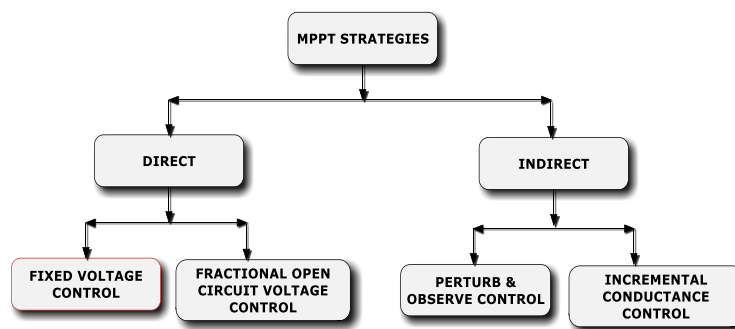 MPPT STRATEGIES
DIRECT
INDIRECT
FIXED VOLTAGE
CONTROL
FRACTIONAL OPEN
CIRCUIT VOLTAGE
CONTROL
PERTURB &
OBSERVE CONTROL
INCREMENTAL
CONDUCTANCE
CONTROL